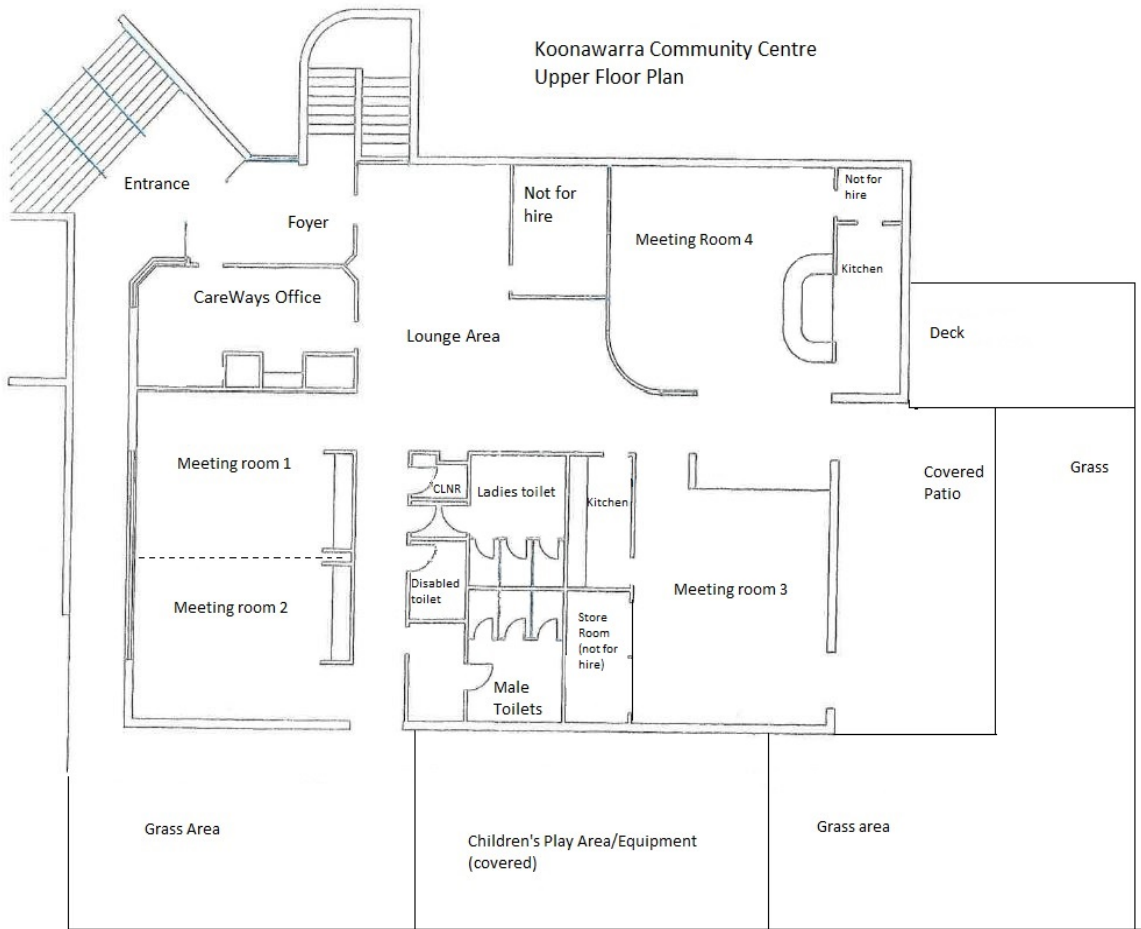 Koonawarra Community Centre
Upper Floor Plan
Entrance
Foyer
Not for
hire
Not for
hire
Meeting Room 4
Kitchen
CareWays Office
Lounge Area
Deck
Meeting room 1
CLNR
Ladies toilet
Kitchen
Covered
Patio
Grass
Disabled
toilet
Meeting room 2
Meeting room 3
Store
Room
(not for
hire)
Male
Toilets
Grass Area
Children's Play Area/Equipment
(covered)
Grass area